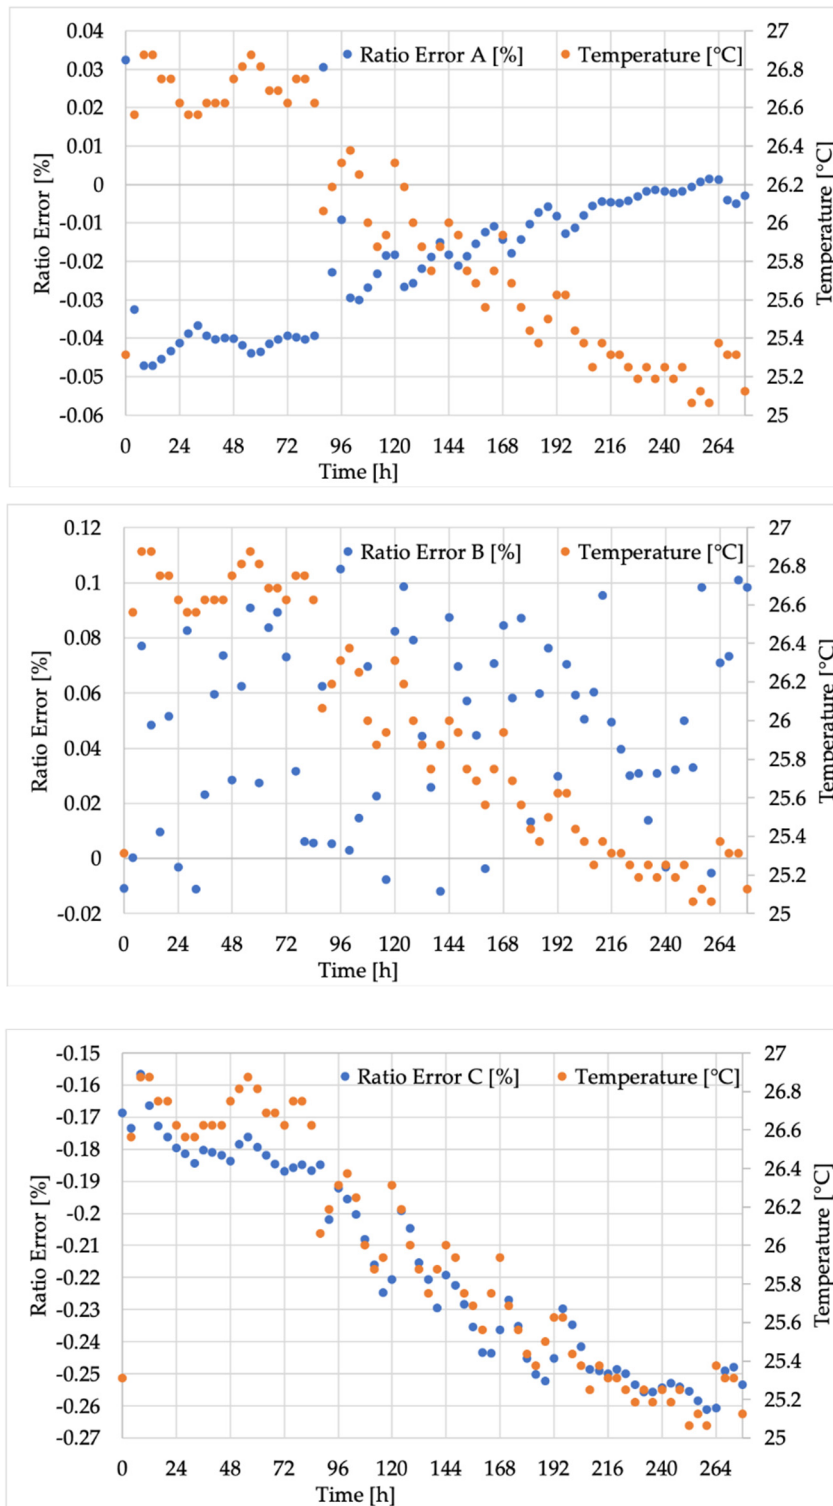 0.04 27
Ratio Error A [%] Temperature [°C]
0.03 26.8
0.02 26.6
0.01 26.4
0 26.2
-0.01 26
-0.02 25.8
-0.03 25.6
-0.04 25.4
-0.05 25.2
-0.06 25
Ratio Error [%]
Temperature [°C]
0 24 48 72 96 120 144 168 192 216 240 264
Time [h]
0.12 27
Ratio Error B [%] Temperature [°C]
0.1 26.8
0.08 26.6
26.4
0.06 26.2
26
0.04 25.8
0.02 25.6
25.4
0 25.2
-0.02 25
Ratio Error [%]
Temperature [°C]
0 24 48 72 96 120 144 168 192 216 240 264
Time [h]
-0.15 27
Ratio Error C [%] Temperature [°C]
-0.16 26.8
-0.17
-0.18 26.6
-0.19 26.4
-0.2 26.2
-0.21 26
-0.22 25.8
-0.23 25.6
-0.24
-0.25 25.4
-0.26 25.2
-0.27 25
Ratio Error [%]
Temperature [°C]
0 24 48 72 96 120 144 168 192 216 240 264
Time [h]